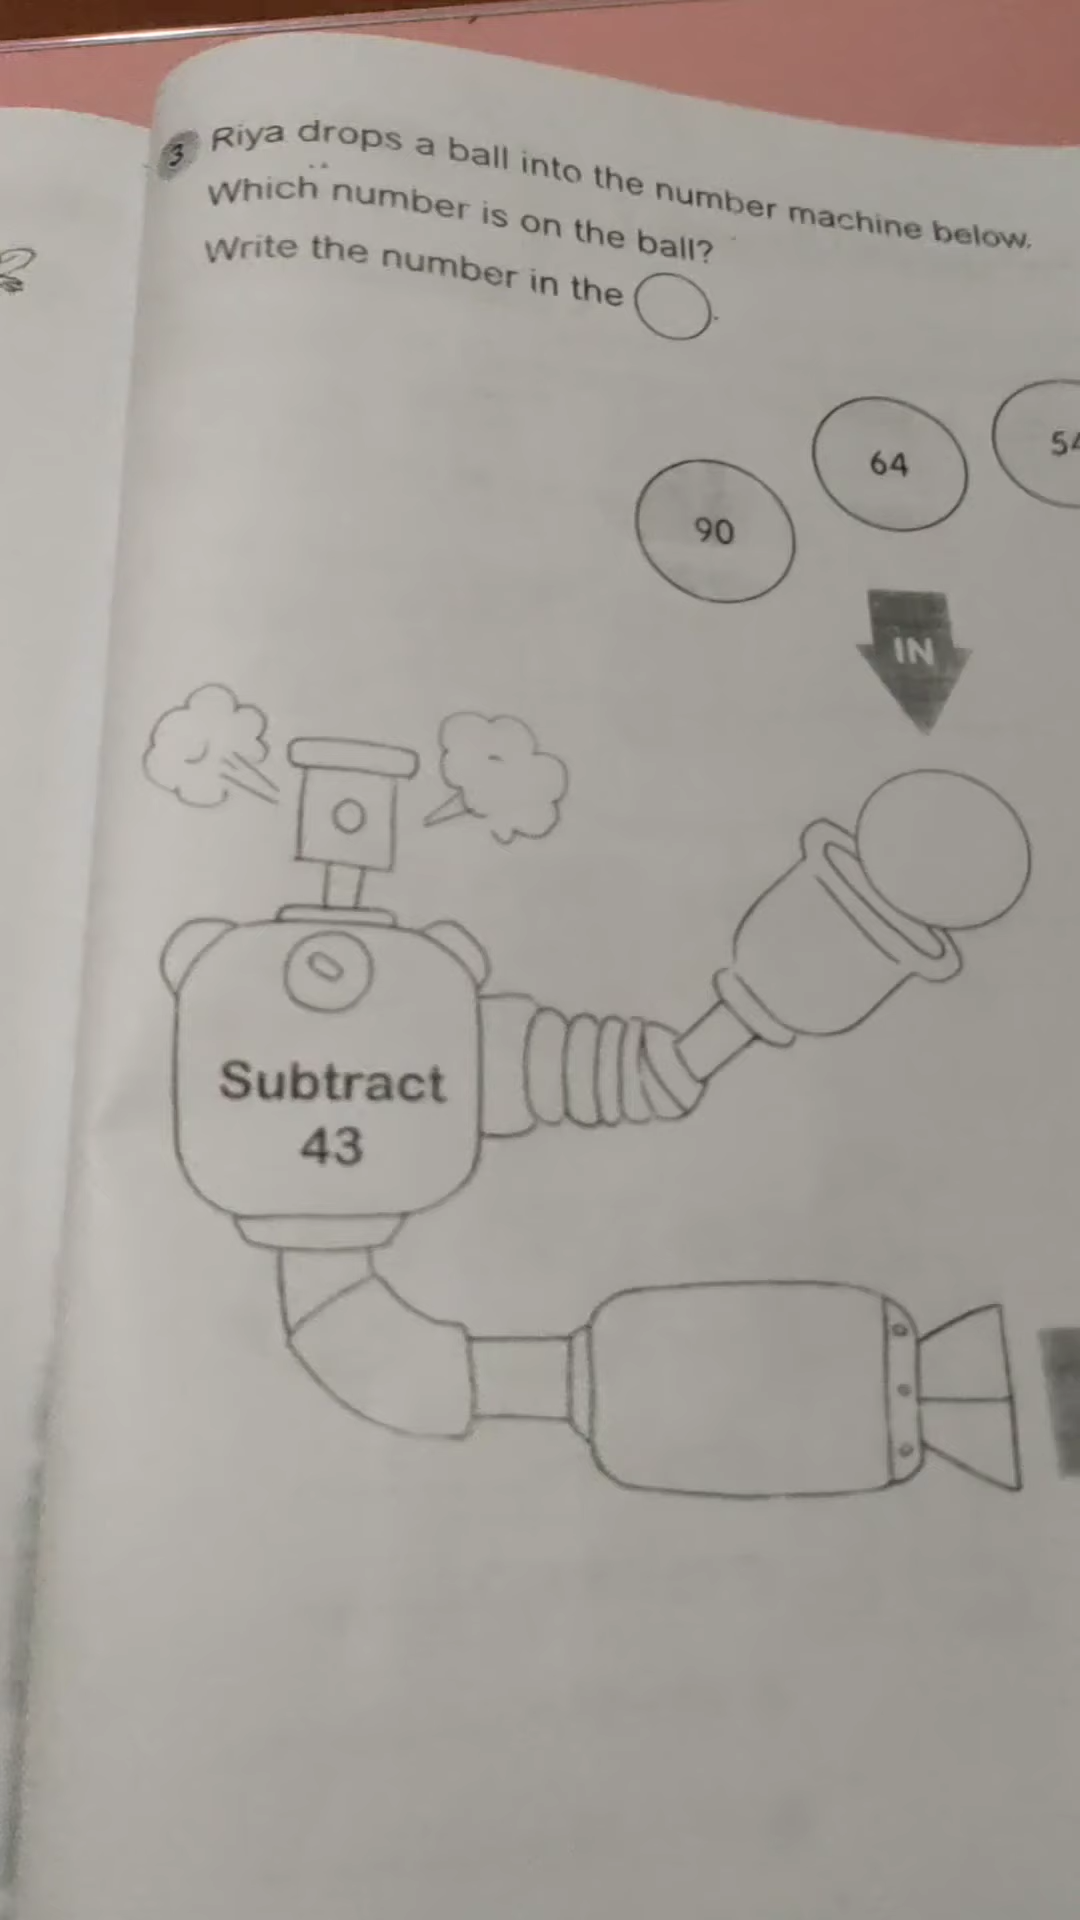 3 Riya drops a ball into the number machine below.
Which number is on the ball?
Write the number in the
90 64 54
IN
Subtract
43